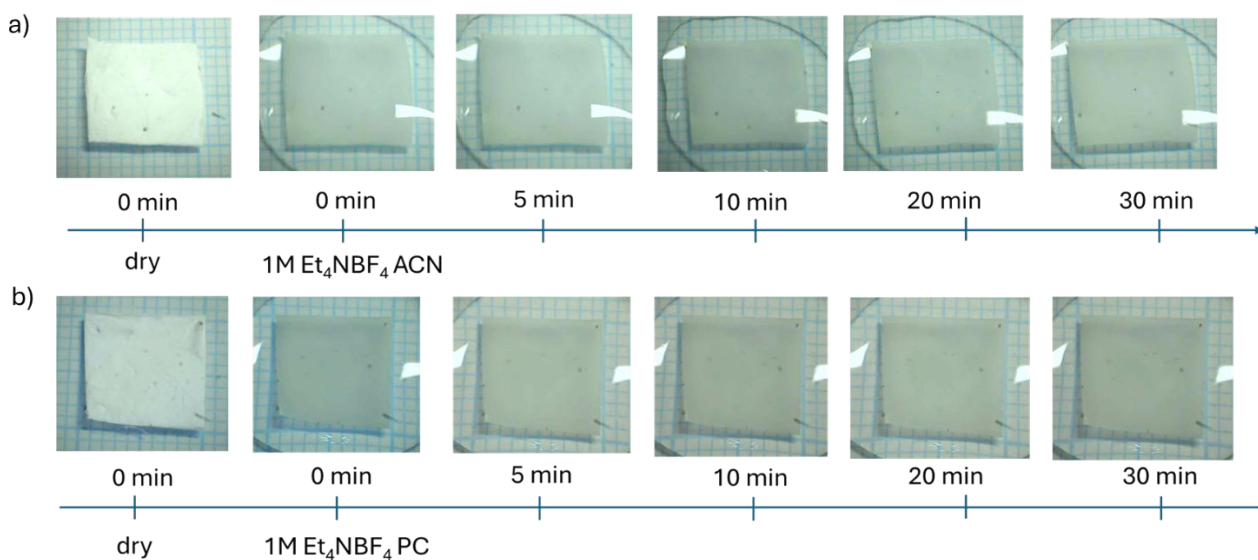 a)
0 min 0 min 5 min 10 min 20 min 30 min
dry 1M Et₄NBF₄ ACN
b)
0 min 0 min 5 min 10 min 20 min 30 min
dry 1M Et₄NBF₄ PC